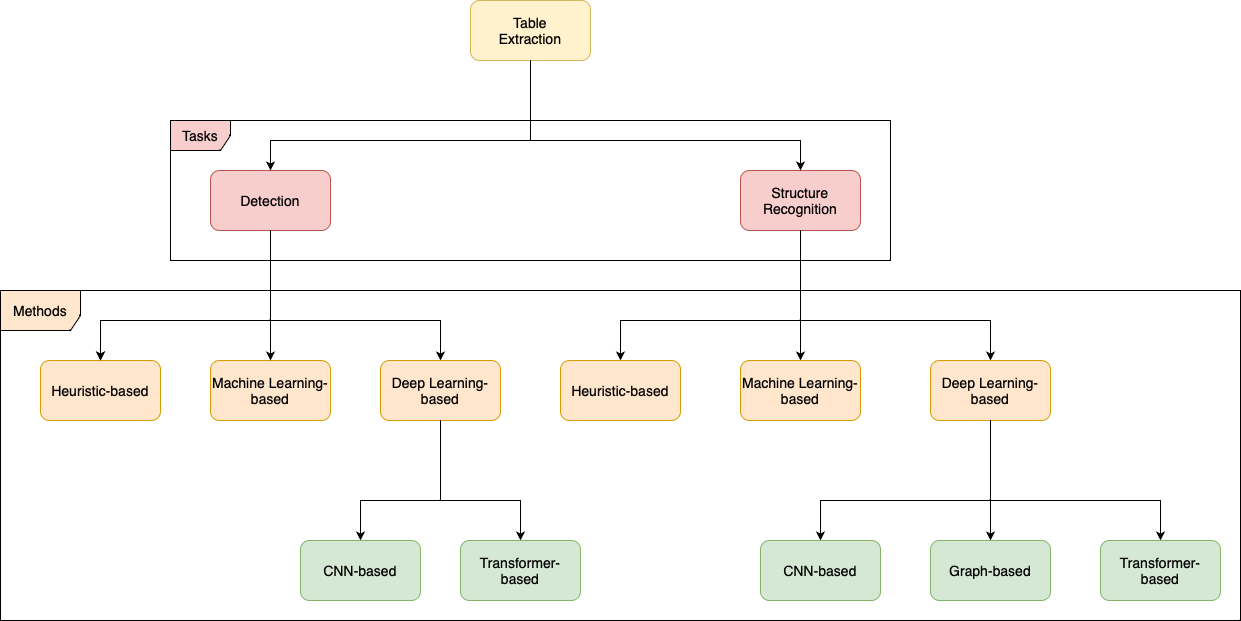 Table
Extraction
Tasks
Detection
Structure
Recognition
Methods
Heuristic-based
Machine Learning-
based
Deep Learning-
based
Heuristic-based
Machine Learning-
based
Deep Learning-
based
CNN-based
Transformer-
based
CNN-based
Graph-based
Transformer-
based